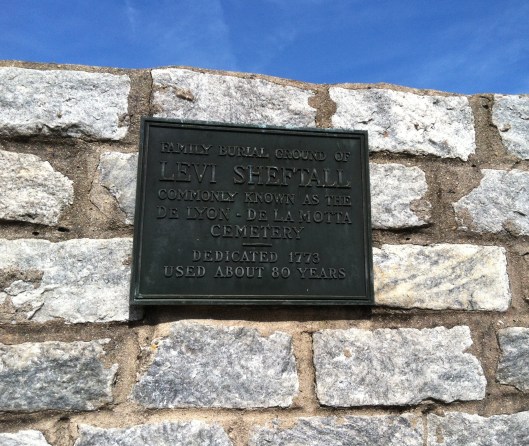 FAMILY BURIAL GROUND OF
LEVI SHEFTALL
COMMONLY KNOWN AS THE
DE LYON - DE LA MOTTA
CEMETERY
DEDICATED 1773
USED ABOUT 80 YEARS